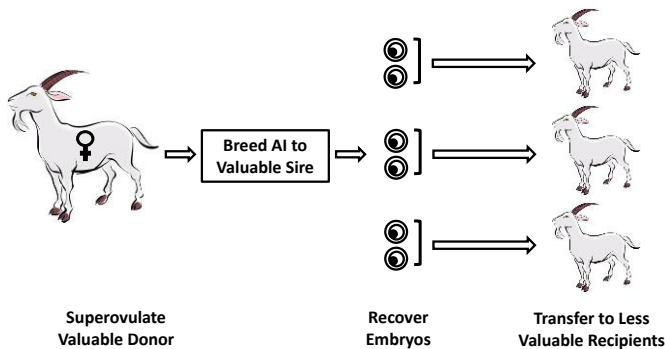 Breed AI to
Valuable Sire
Superovulate
Valuable Donor
Recover
Embryos
Transfer to Less
Valuable Recipients